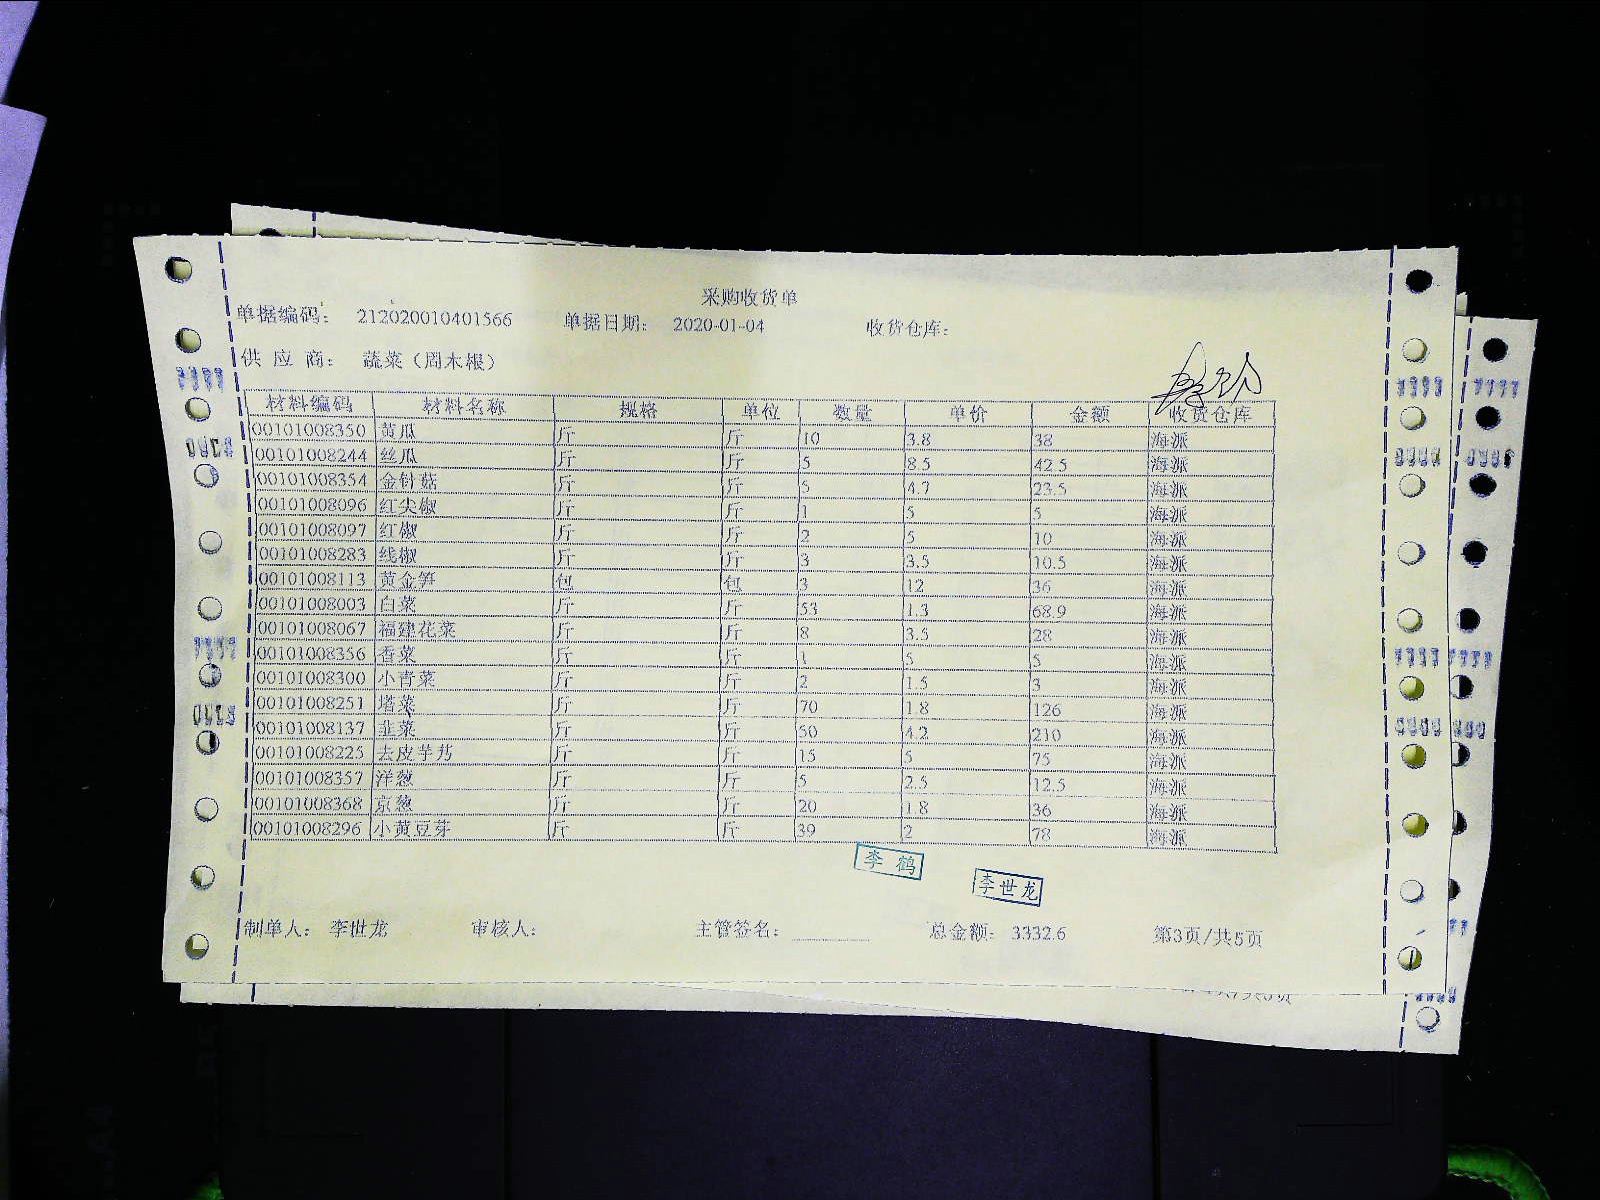 采购收货单
单据编码： 212020010401566 单据日期： 2020-01-04 收货仓库：
供 应 商： 蔬菜（周木根）
材料编码 材料名称 规格 单位 数量 单价 金额 收货仓库
00101008350 黄瓜 斤 斤 10 3.8 38 海派
00101008244 丝瓜 斤 斤 5 8.5 42.5 海派
00101008354 金针菇 斤 斤 5 4.7 23.5 海派
00101008096 红尖椒 斤 斤 1 5 5 海派
00101008097 红椒 斤 斤 2 5 10 海派
00101008283 线椒 斤 斤 3 3.5 10.5 海派
00101008113 黄金笋 包 包 3 12 36 海派
00101008003 白菜 斤 斤 53 1.3 68.9 海派
00101008067 福建花菜 斤 斤 8 3.5 28 海派
00101008356 香菜 斤 斤 1 5 5 海派
00101008300 小青菜 斤 斤 2 1.5 3 海派
00101008251 塔菜 斤 斤 70 1.8 126 海派
00101008137 韭菜 斤 斤 50 4.2 210 海派
00101008225 去皮芋艿 斤 斤 15 5 75 海派
00101008357 洋葱 斤 斤 5 2.5 12.5 海派
00101008368 京葱 斤 斤 20 1.8 36 海派
00101008296 小黄豆芽 斤 斤 39 2 78 海派
李鹤
李世龙
制单人： 李世龙 审核人： 主管签名： 总金额： 3332.6 第3页/共5页